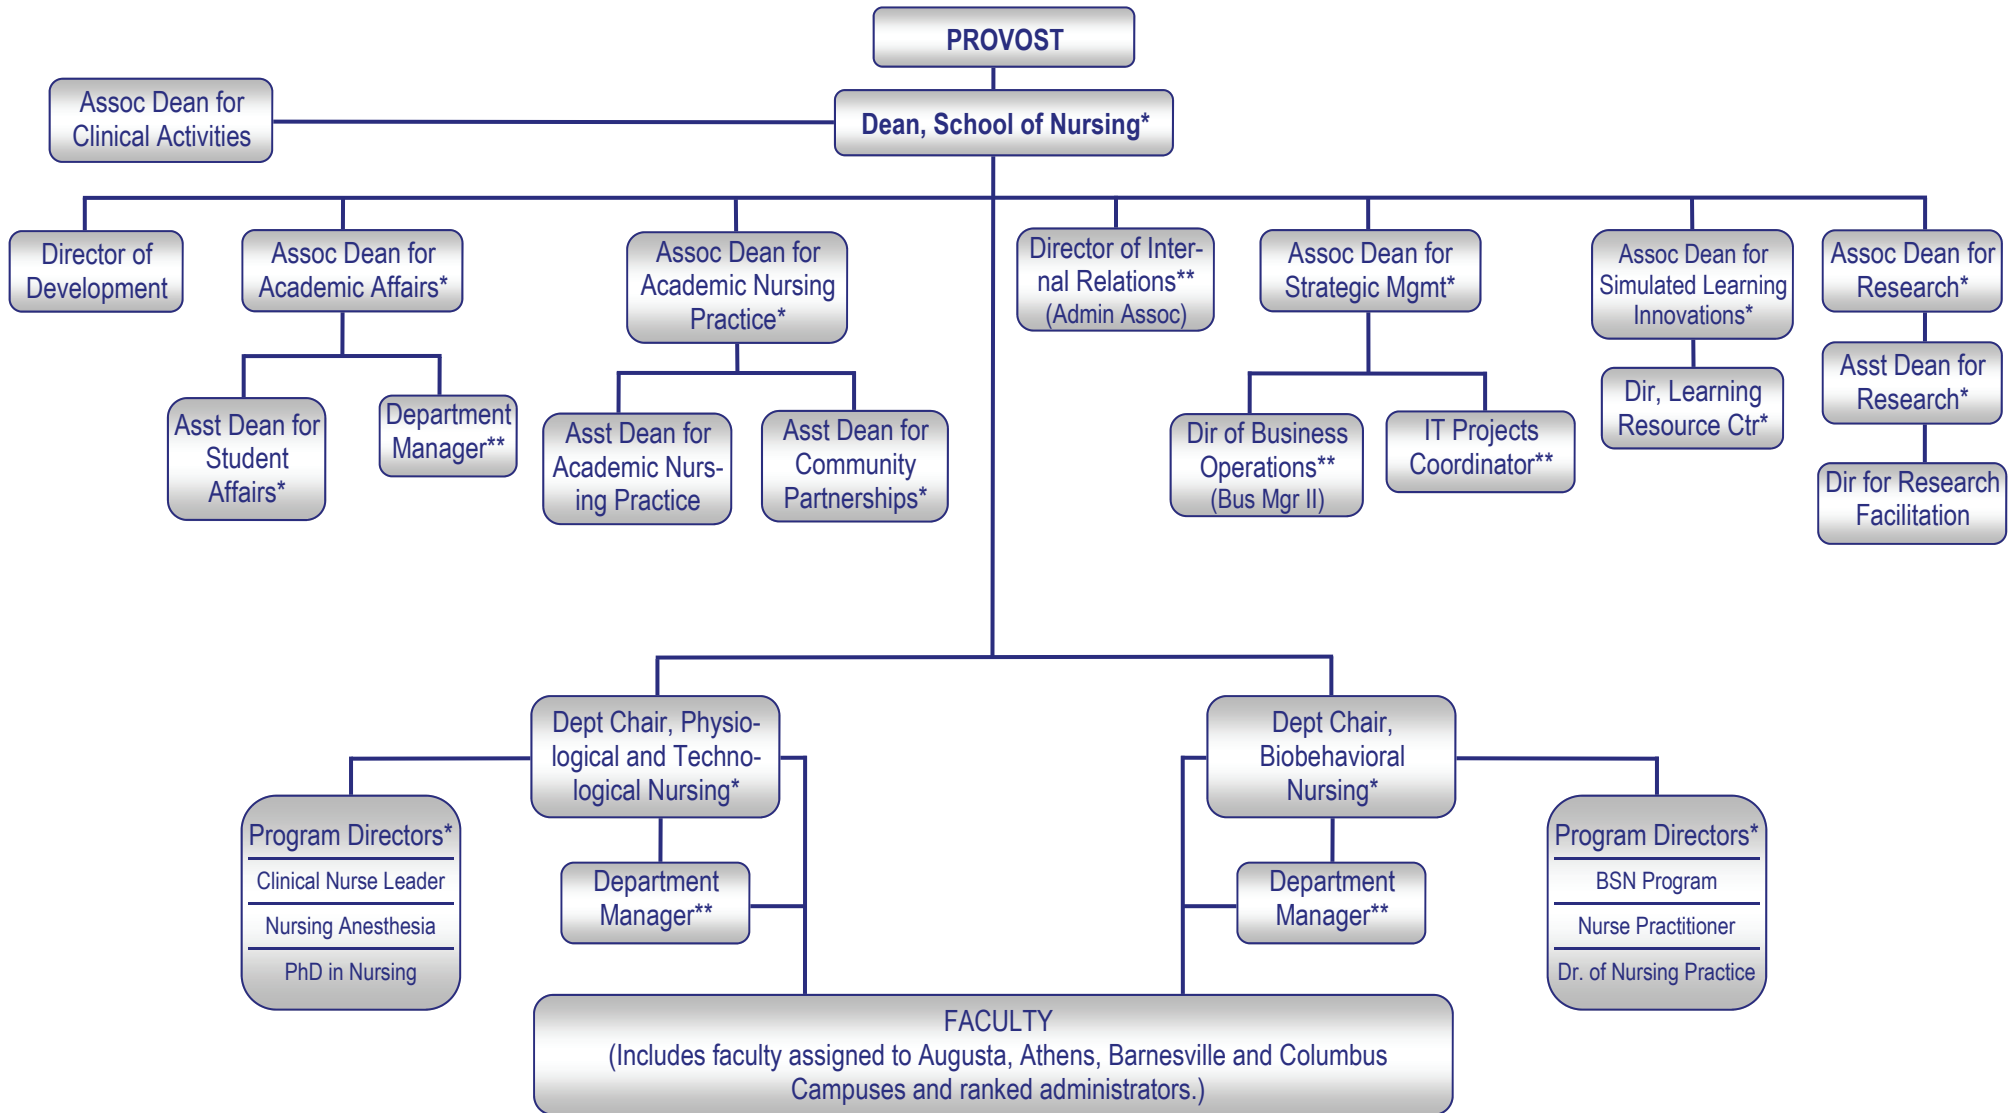 PROVOST
Assoc Dean for
Clinical Activities
Dean, School of Nursing*
Director of
Development
Assoc Dean for
Academic Affairs*
Assoc Dean for
Academic Nursing
Practice*
Director of Inter-
nal Relations**
(Admin Assoc)
Assoc Dean for
Strategic Mgmt*
Assoc Dean for
Simulated Learning
Innovations*
Assoc Dean for
Research*
Asst Dean for
Student
Affairs*
Department
Manager**
Asst Dean for
Academic Nurs-
ing Practice
Asst Dean for
Community
Partnerships*
Dir of Business
Operations**
(Bus Mgr II)
IT Projects
Coordinator**
Dir, Learning
Resource Ctr*
Asst Dean for
Research*
Dir for Research
Facilitation
Dept Chair, Physio-
logical and Techno-
logical Nursing*
Dept Chair,
Biobehavioral
Nursing*
Program Directors*
Clinical Nurse Leader
Nursing Anesthesia
PhD in Nursing
Department
Manager**
Department
Manager**
Program Directors*
BSN Program
Nurse Practitioner
Dr. of Nursing Practice
FACULTY
(Includes faculty assigned to Augusta, Athens, Barnesville and Columbus
Campuses and ranked administrators.)